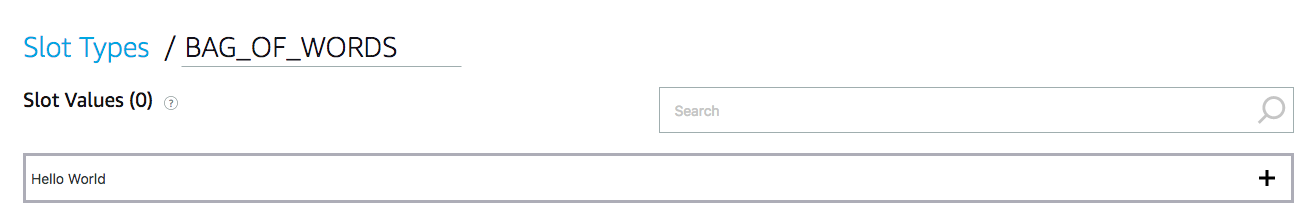 Slot Types / BAG_OF_WORDS
Slot Values (0) ?
Search
Hello World